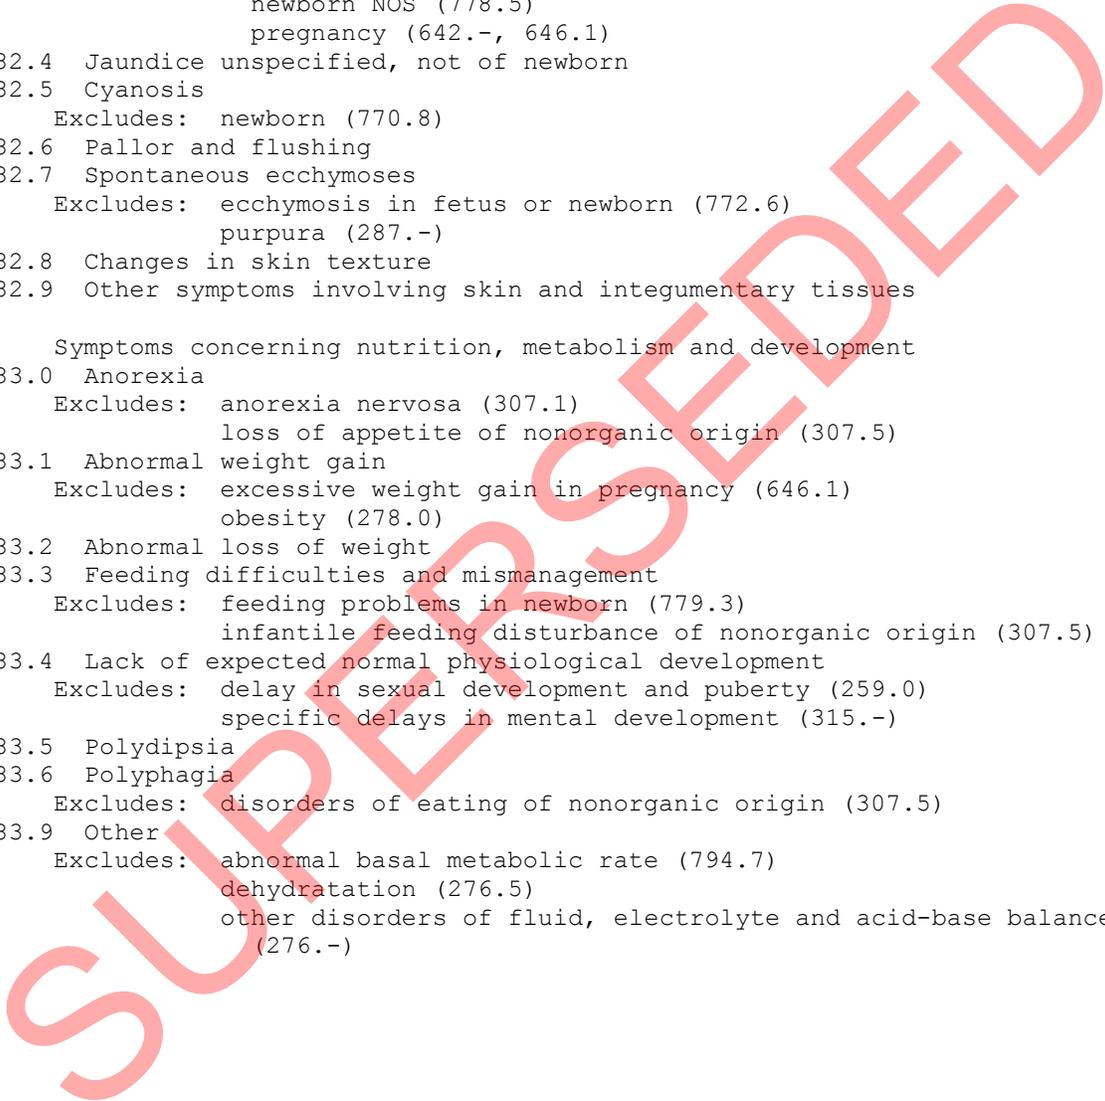 newborn NOS (778.5)
pregnancy (642.-, 646.1)
82.4 Jaundice unspecified, not of newborn
82.5 Cyanosis
Excludes: newborn (770.8)
82.6 Pallor and flushing
82.7 Spontaneous ecchymoses
Excludes: ecchymosis in fetus or newborn (772.6)
purpura (287.-)
82.8 Changes in skin texture
82.9 Other symptoms involving skin and integumentary tissues
Symptoms concerning nutrition, metabolism and development
83.0 Anorexia
Excludes: anorexia nervosa (307.1)
loss of appetite of nonorganic origin (307.5)
83.1 Abnormal weight gain
Excludes: excessive weight gain in pregnancy (646.1)
obesity (278.0)
83.2 Abnormal loss of weight
83.3 Feeding difficulties and mismanagement
Excludes: feeding problems in newborn (779.3)
infantile feeding disturbance of nonorganic origin (307.5)
83.4 Lack of expected normal physiological development
Excludes: delay in sexual development and puberty (259.0)
specific delays in mental development (315.-)
83.5 Polydipsia
83.6 Polyphagia
Excludes: disorders of eating of nonorganic origin (307.5)
83.9 Other
Excludes: abnormal basal metabolic rate (794.7)
dehydratation (276.5)
other disorders of fluid, electrolyte and acid-base balance
(276.-)
SUPERSEDED